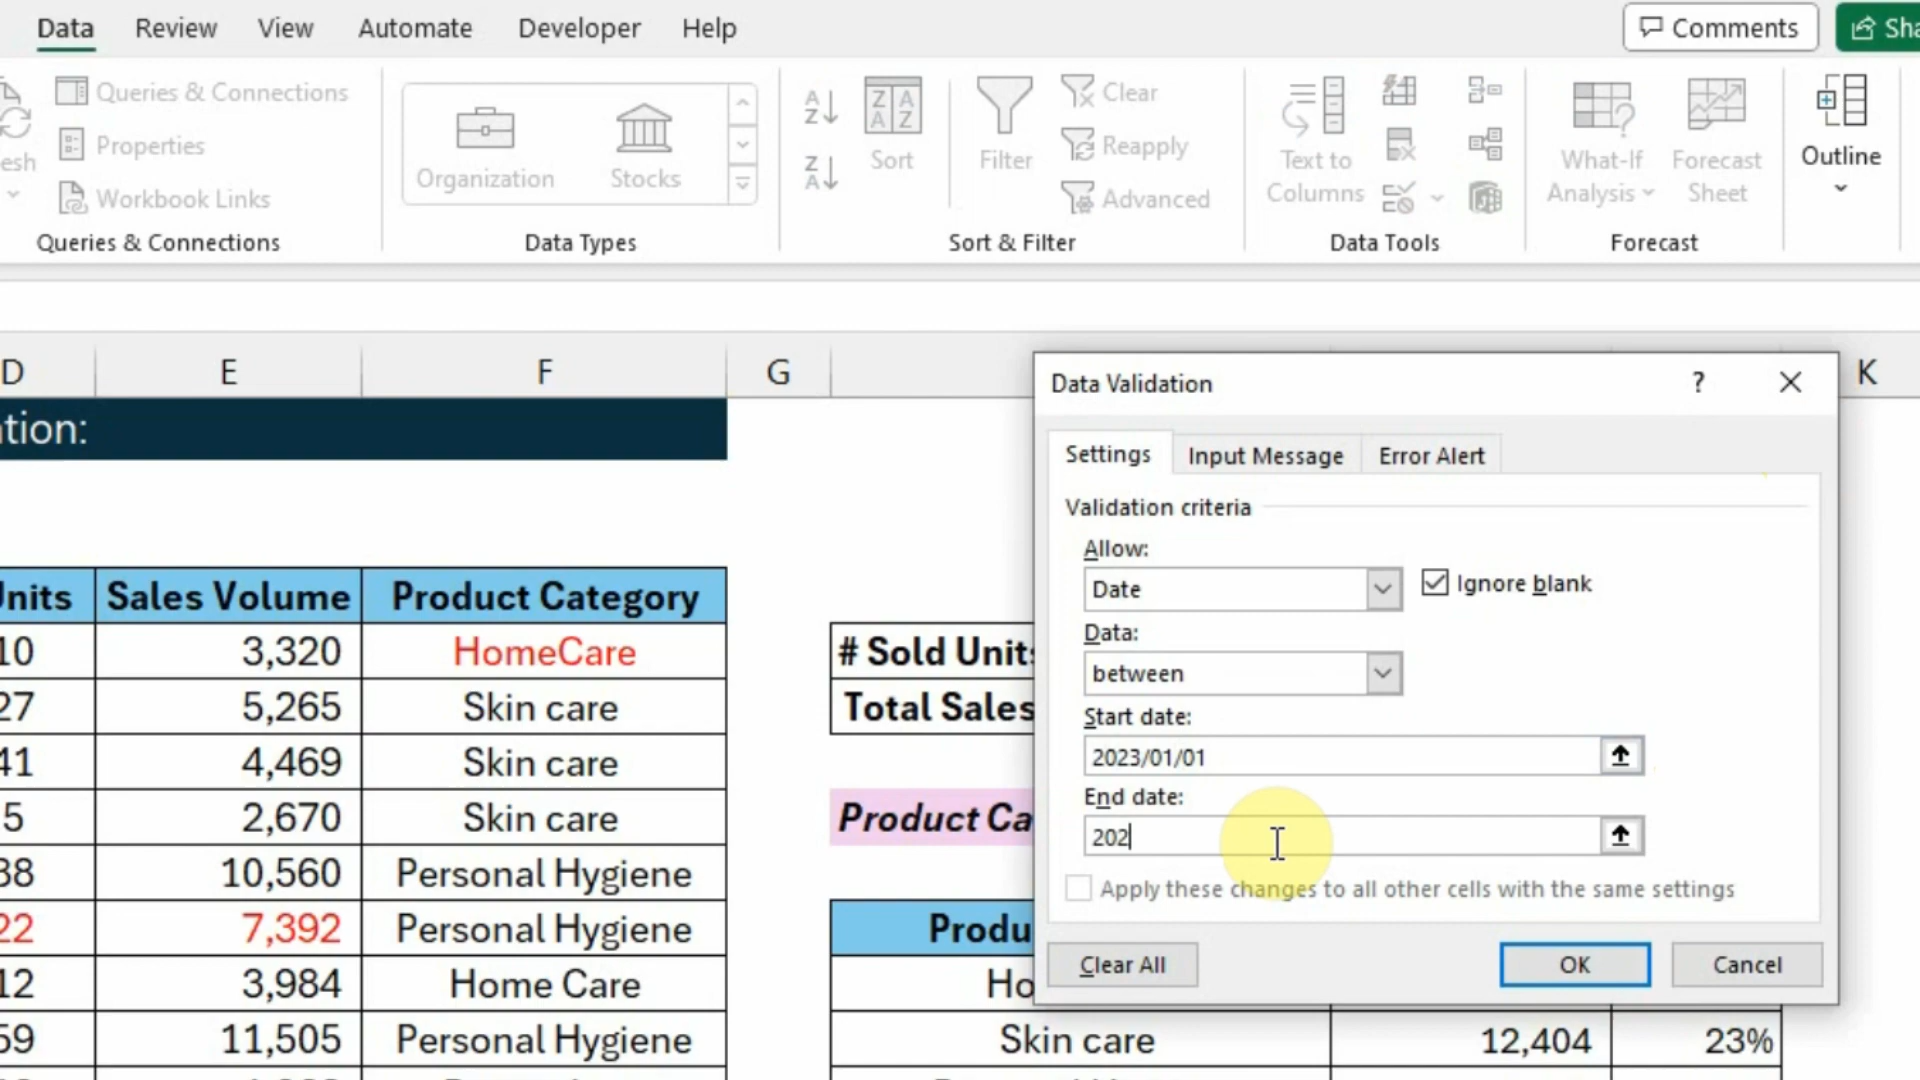 Data Review View Automate Developer Help Comments
Queries & Connections
Properties
Workbook Links
Organization Stocks
Sort
Filter
Clear
Reapply
Advanced
Text to
Columns
What-If
Analysis
Forecast
Sheet
Outline
Queries & Connections Data Types Sort & Filter Data Tools Forecast
D E F G K
Units Sales Volume Product Category
10 3,320 HomeCare
27 5,265 Skin care
41 4,469 Skin care
5 2,670 Skin care
38 10,560 Personal Hygiene
22 7,392 Personal Hygiene
12 3,984 Home Care
59 11,505 Personal Hygiene
# Sold Units
Total Sales
Product Ca
Produ
Ho
Skin care 12,404 23%
Data Validation ?
Settings Input Message Error Alert
Validation criteria
Allow:
Date Ignore blank
Data:
between
Start date:
2023/01/01
End date:
202
Apply these changes to all other cells with the same settings
Clear All OK Cancel